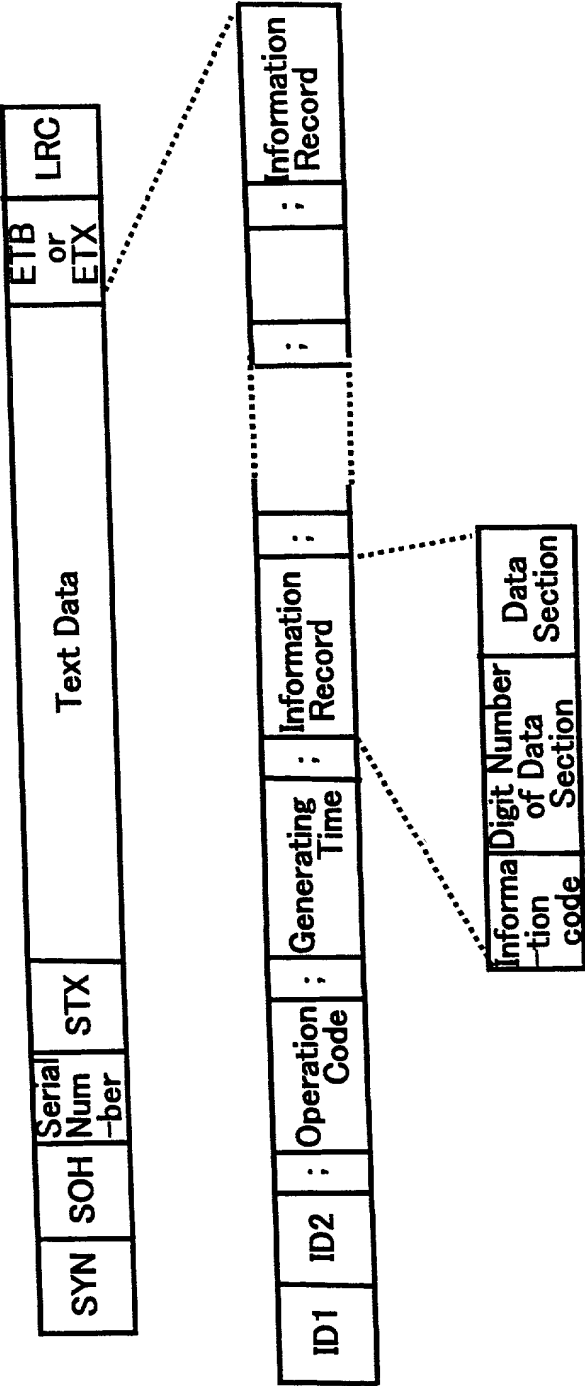 SYN
SOH
Serial
Num
-ber
STX
Text Data
ETB
or
ETX
LRC
ID1
ID2
;
Operation
Code
;
Generating
Time
;
Information
Record
;
;
;
Information
Record
Informa
-tion
code
Digit Number
of Data
Section
Data
Section